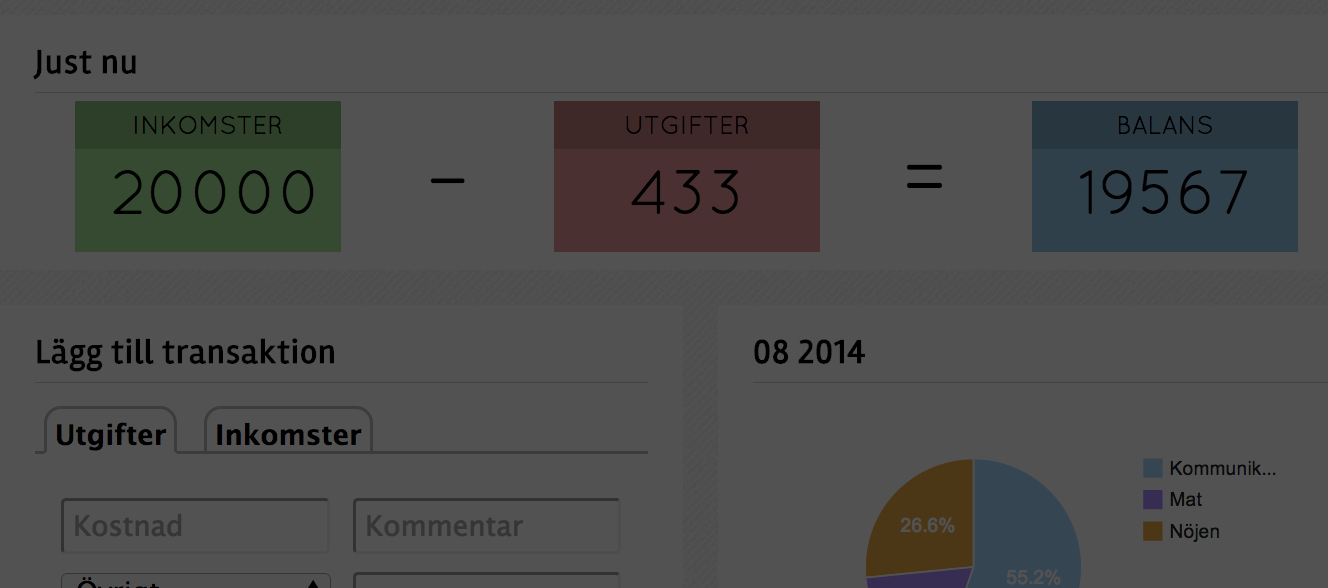 Just nu
INKOMSTER
20000
–
UTGIFTER
433
=
BALANS
19567
Lägg till transaktion
Utgifter
Inkomster
Kostnad
Kommentar
Övrigt
08 2014
26.6%
55.2%
Kommunik...
Mat
Nöjen